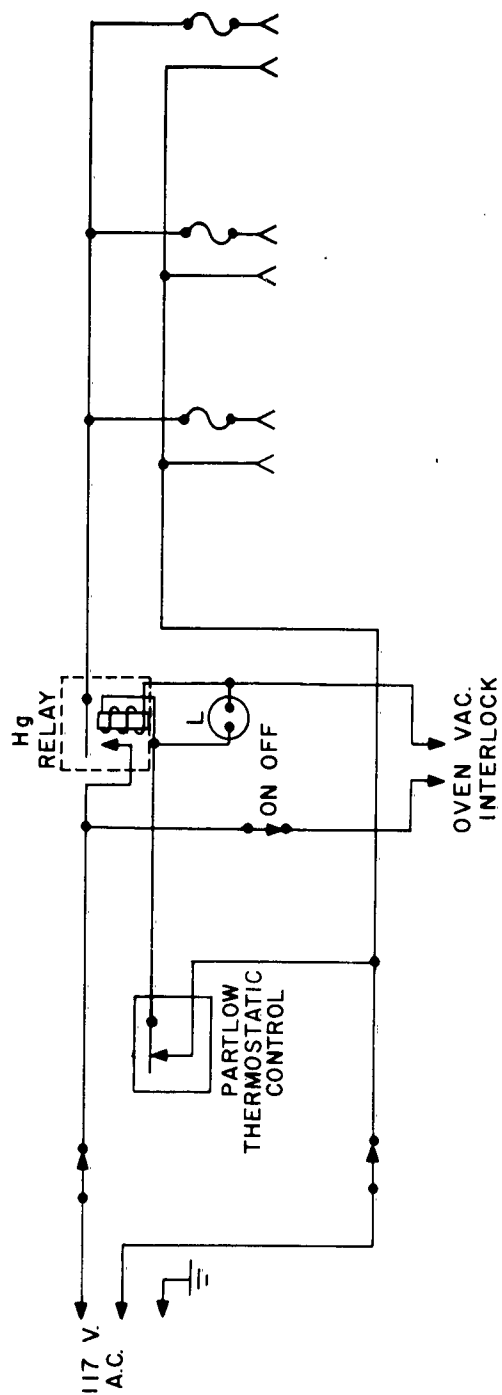 117 V.
A.C.
PARTLOW
THERMOSTATIC
CONTROL
Hg
RELAY
L
ON OFF
OVEN VAC.
INTERLOCK